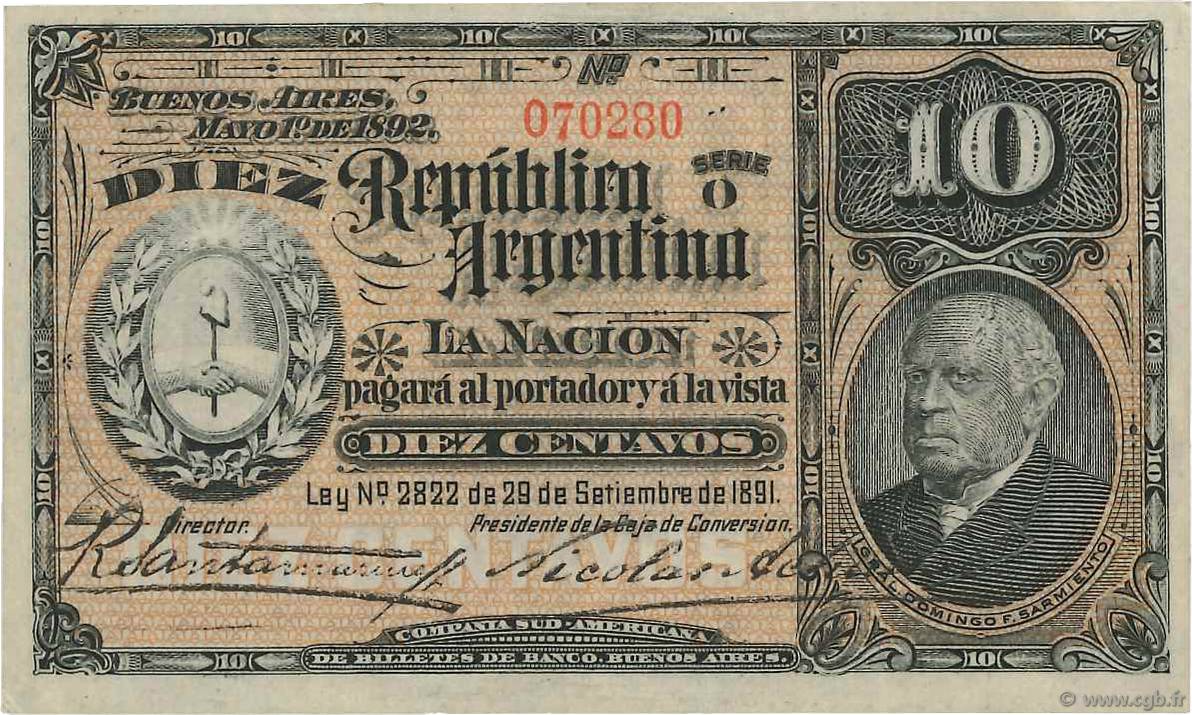 Nº
BUENOS AIRES,
MAYO 1º DE 1892.
070280
10
DIEZ
República
SERIE
O
Argentina
LA NACION
pagará al portador y á la vista
DIEZ CENTAVOS
Ley Nº 2822 de 29 de Setiembre de 1891.
Director.
Presidente de la Caja de Conversion.
CENTAVOS
Nicolas
GRAL. DOMINGO F. SARMIENTO
COMPAÑIA SUD-AMERICANA
DE BILLETES DE BANCO. BUENOS AIRES.
10 10 10 10
© www.cgb.fr